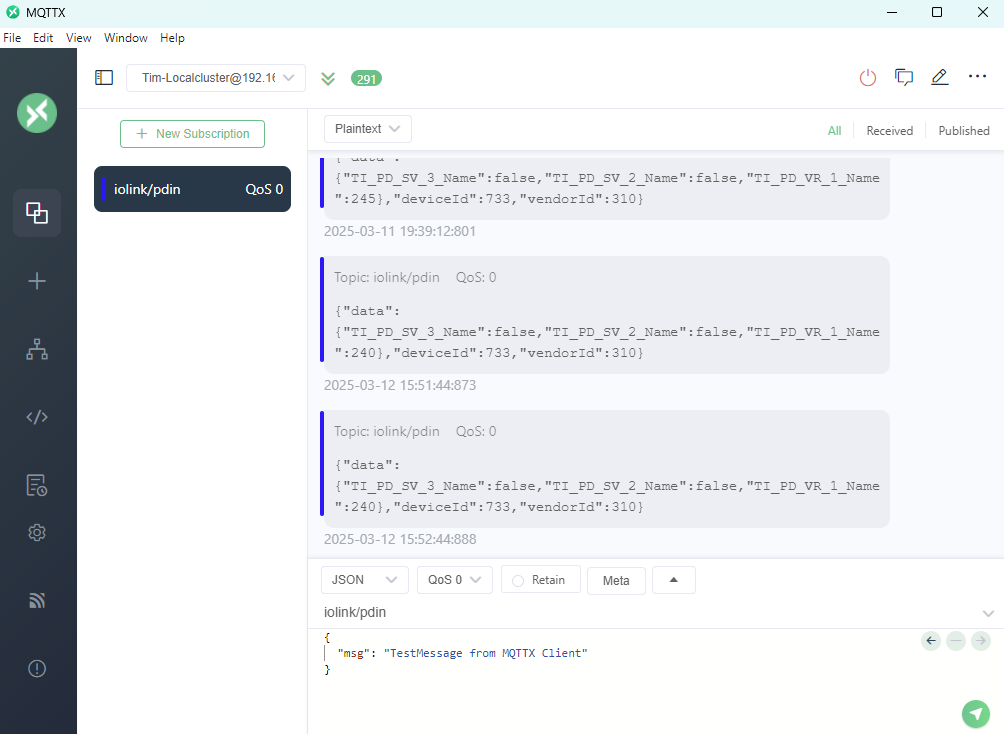 MQTTX
File Edit View Window Help
Tim-Localcluster@192.16
291
New Subscription
Plaintext
All Received Published
iolink/pdin QoS 0
{"data":
{"TI_PD_SV_3_Name":false,"TI_PD_SV_2_Name":false,"TI_PD_VR_1_Name
":245},"deviceId":733,"vendorId":310}
2025-03-11 19:39:12:801
Topic: iolink/pdin QoS: 0
{"data":
{"TI_PD_SV_3_Name":false,"TI_PD_SV_2_Name":false,"TI_PD_VR_1_Name
":240},"deviceId":733,"vendorId":310}
2025-03-12 15:51:44:873
Topic: iolink/pdin QoS: 0
{"data":
{"TI_PD_SV_3_Name":false,"TI_PD_SV_2_Name":false,"TI_PD_VR_1_Name
":240},"deviceId":733,"vendorId":310}
2025-03-12 15:52:44:888
JSON QoS 0 Retain Meta
iolink/pdin
{
"msg": "TestMessage from MQTTX Client"
}